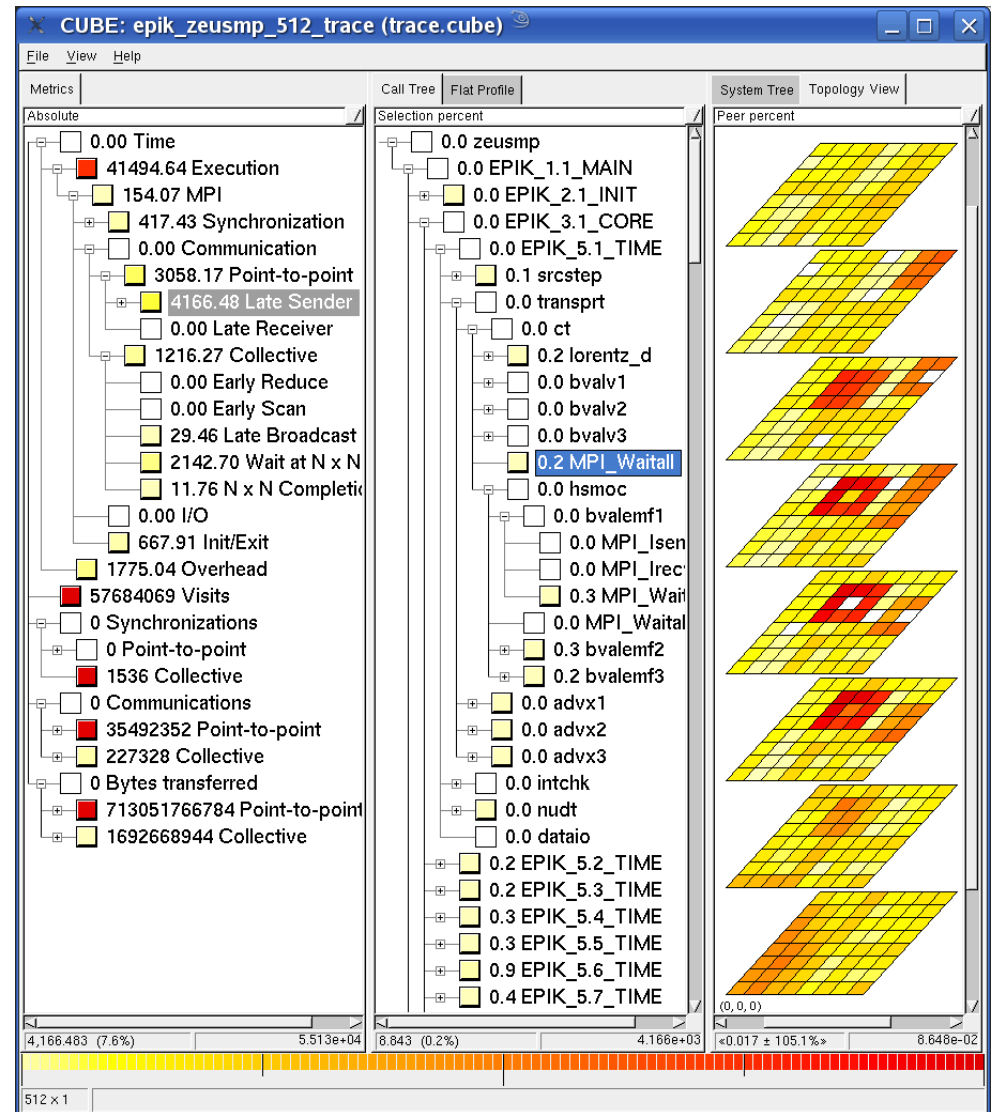 CUBE: epik_zeusmp_512_trace (trace.cube)
File View Help
Metrics
Absolute
0.00 Time
41494.64 Execution
154.07 MPI
417.43 Synchronization
0.00 Communication
3058.17 Point-to-point
4166.48 Late Sender
0.00 Late Receiver
1216.27 Collective
0.00 Early Reduce
0.00 Early Scan
29.46 Late Broadcast
2142.70 Wait at N x N
11.76 N x N Completi
0.00 I/O
667.91 Init/Exit
1775.04 Overhead
57684069 Visits
0 Synchronizations
0 Point-to-point
1536 Collective
0 Communications
35492352 Point-to-point
227328 Collective
0 Bytes transferred
713051766784 Point-to-point
1692668944 Collective
4,166.483 (7.6%) 5.513e+04
Call Tree Flat Profile
Selection percent
0.0 zeusmp
0.0 EPIK_1.1_MAIN
0.0 EPIK_2.1_INIT
0.0 EPIK_3.1_CORE
0.0 EPIK_5.1_TIME
0.1 srcstep
0.0 transprt
0.0 ct
0.2 lorentz_d
0.0 bvalv1
0.0 bvalv2
0.0 bvalv3
0.2 MPI_Waitall
0.0 hsmoc
0.0 bvalemf1
0.0 MPI_Isen
0.0 MPI_Irec
0.3 MPI_Wait
0.0 MPI_Waital
0.3 bvalemf2
0.2 bvalemf3
0.0 advx1
0.0 advx2
0.0 advx3
0.0 intchk
0.0 nudt
0.0 dataio
0.2 EPIK_5.2_TIME
0.2 EPIK_5.3_TIME
0.3 EPIK_5.4_TIME
0.3 EPIK_5.5_TIME
0.9 EPIK_5.6_TIME
0.4 EPIK_5.7_TIME
8.843 (0.2%) 4.166e+03
System Tree Topology View
Peer percent
(0, 0, 0)
«0.017 ± 105.1%» 8.648e-02
512 × 1